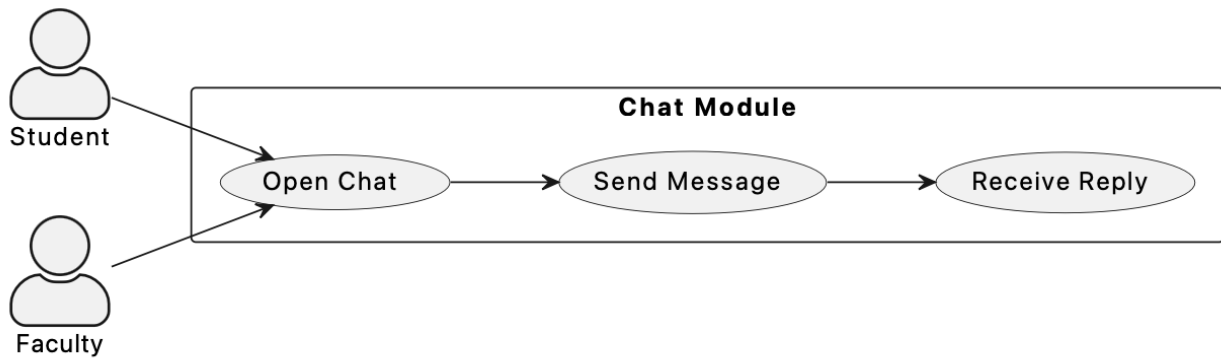 Student
Chat Module
Open Chat
Send Message
Receive Reply
Faculty